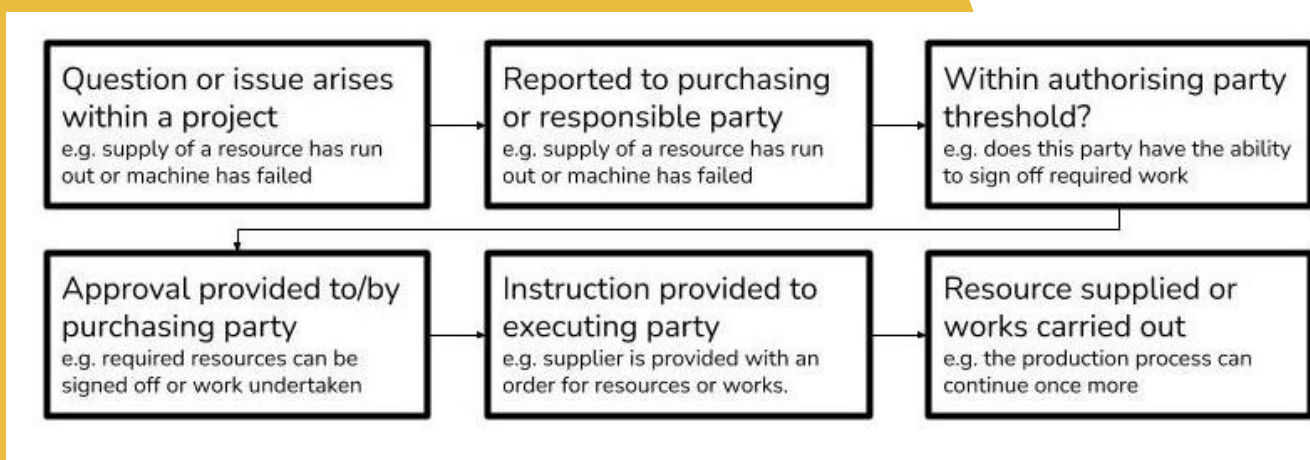 Question or issue arises
within a project
e.g. supply of a resource has run
out or machine has failed
Reported to purchasing
or responsible party
e.g. supply of a resource has run
out or machine has failed
Within authorising party
threshold?
e.g. does this party have the ability
to sign off required work
Approval provided to/by
purchasing party
e.g. required resources can be
signed off or work undertaken
Instruction provided to
executing party
e.g. supplier is provided with an
order for resources or works.
Resource supplied or
works carried out
e.g. the production process can
continue once more